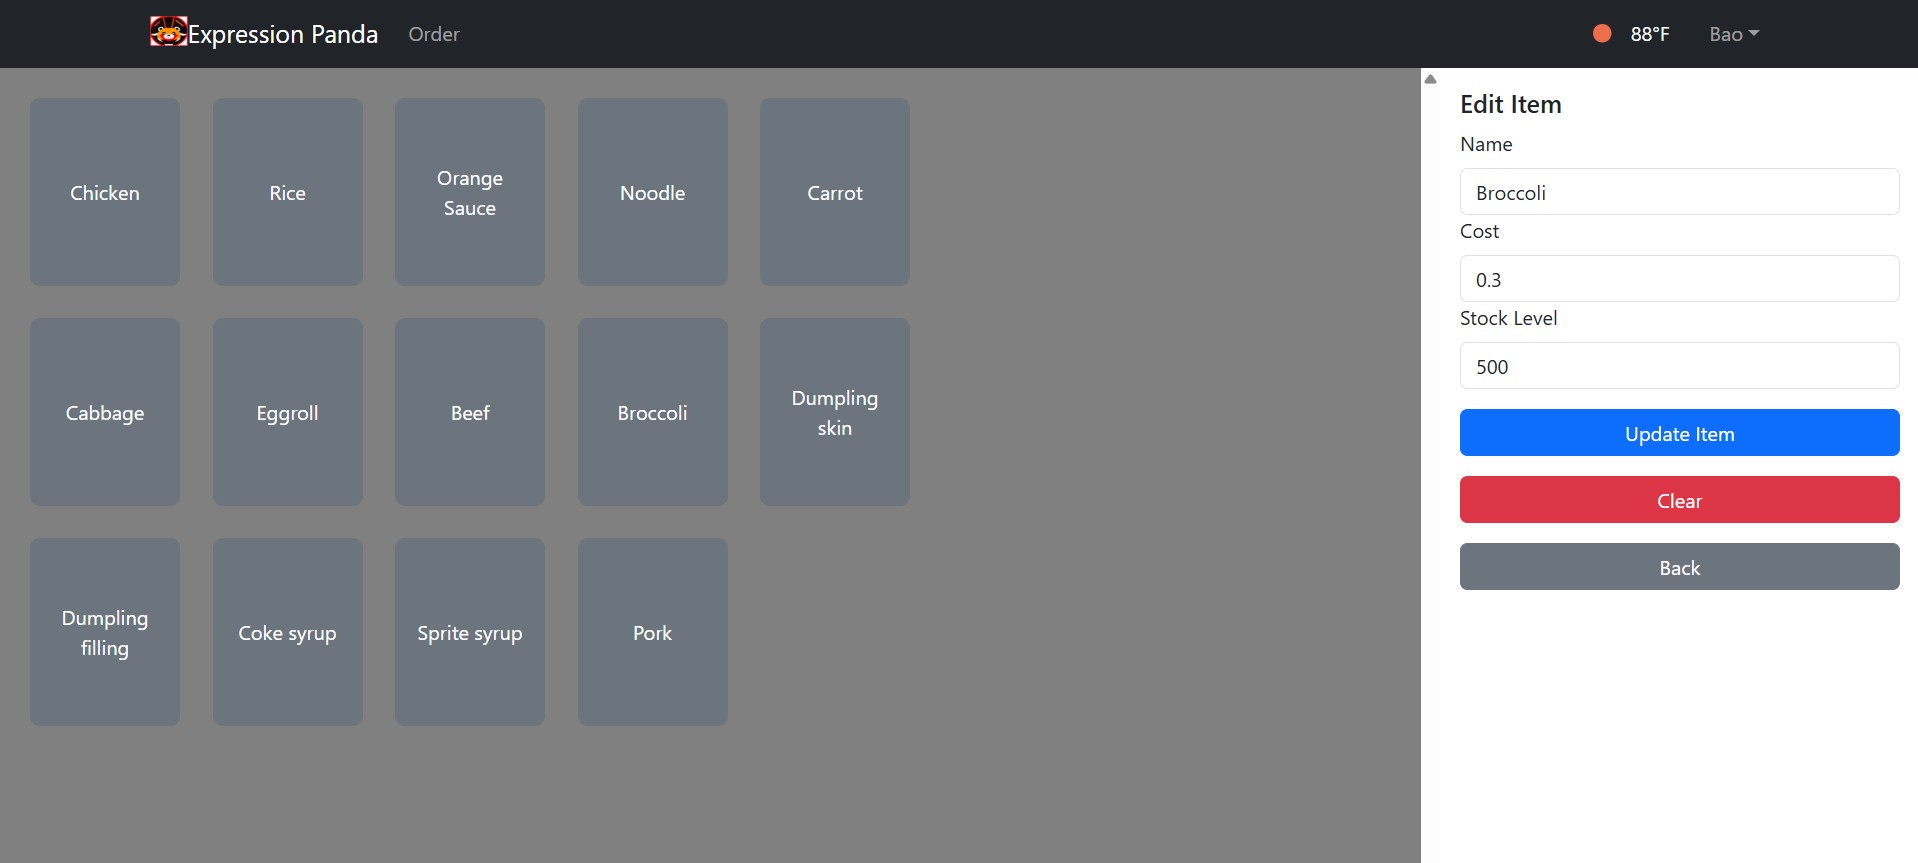 Expression Panda Order 88°F Bao
Chicken Rice Orange Sauce Noodle Carrot
Cabbage Eggroll Beef Broccoli Dumpling skin
Dumpling filling Coke syrup Sprite syrup Pork
Edit Item
Name
Broccoli
Cost
0.3
Stock Level
500
Update Item
Clear
Back